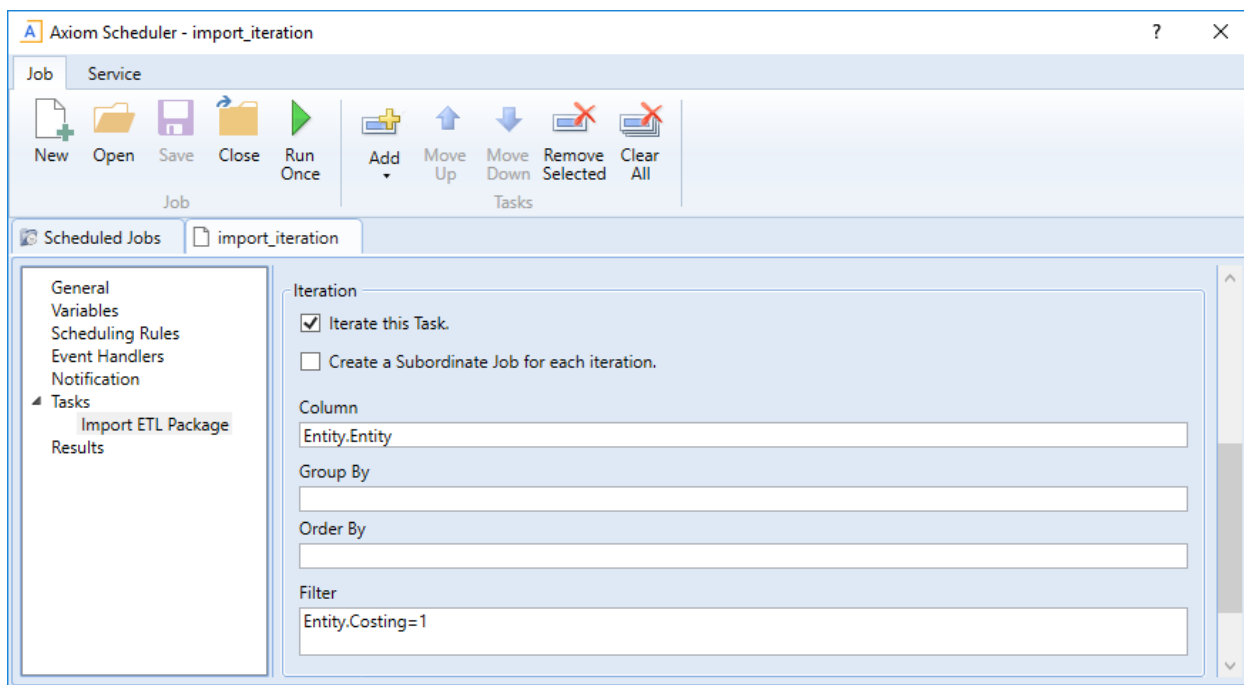 A Axiom Scheduler - import_iteration ?
Job Service
New Open Save Close Run Once Add Move Up Move Down Remove Selected Clear All
Job Tasks
Scheduled Jobs import_iteration
General
Variables
Scheduling Rules
Event Handlers
Notification
Tasks
Import ETL Package
Results
Iteration
Iterate this Task.
Create a Subordinate Job for each iteration.
Column
Entity.Entity
Group By
Order By
Filter
Entity.Costing=1